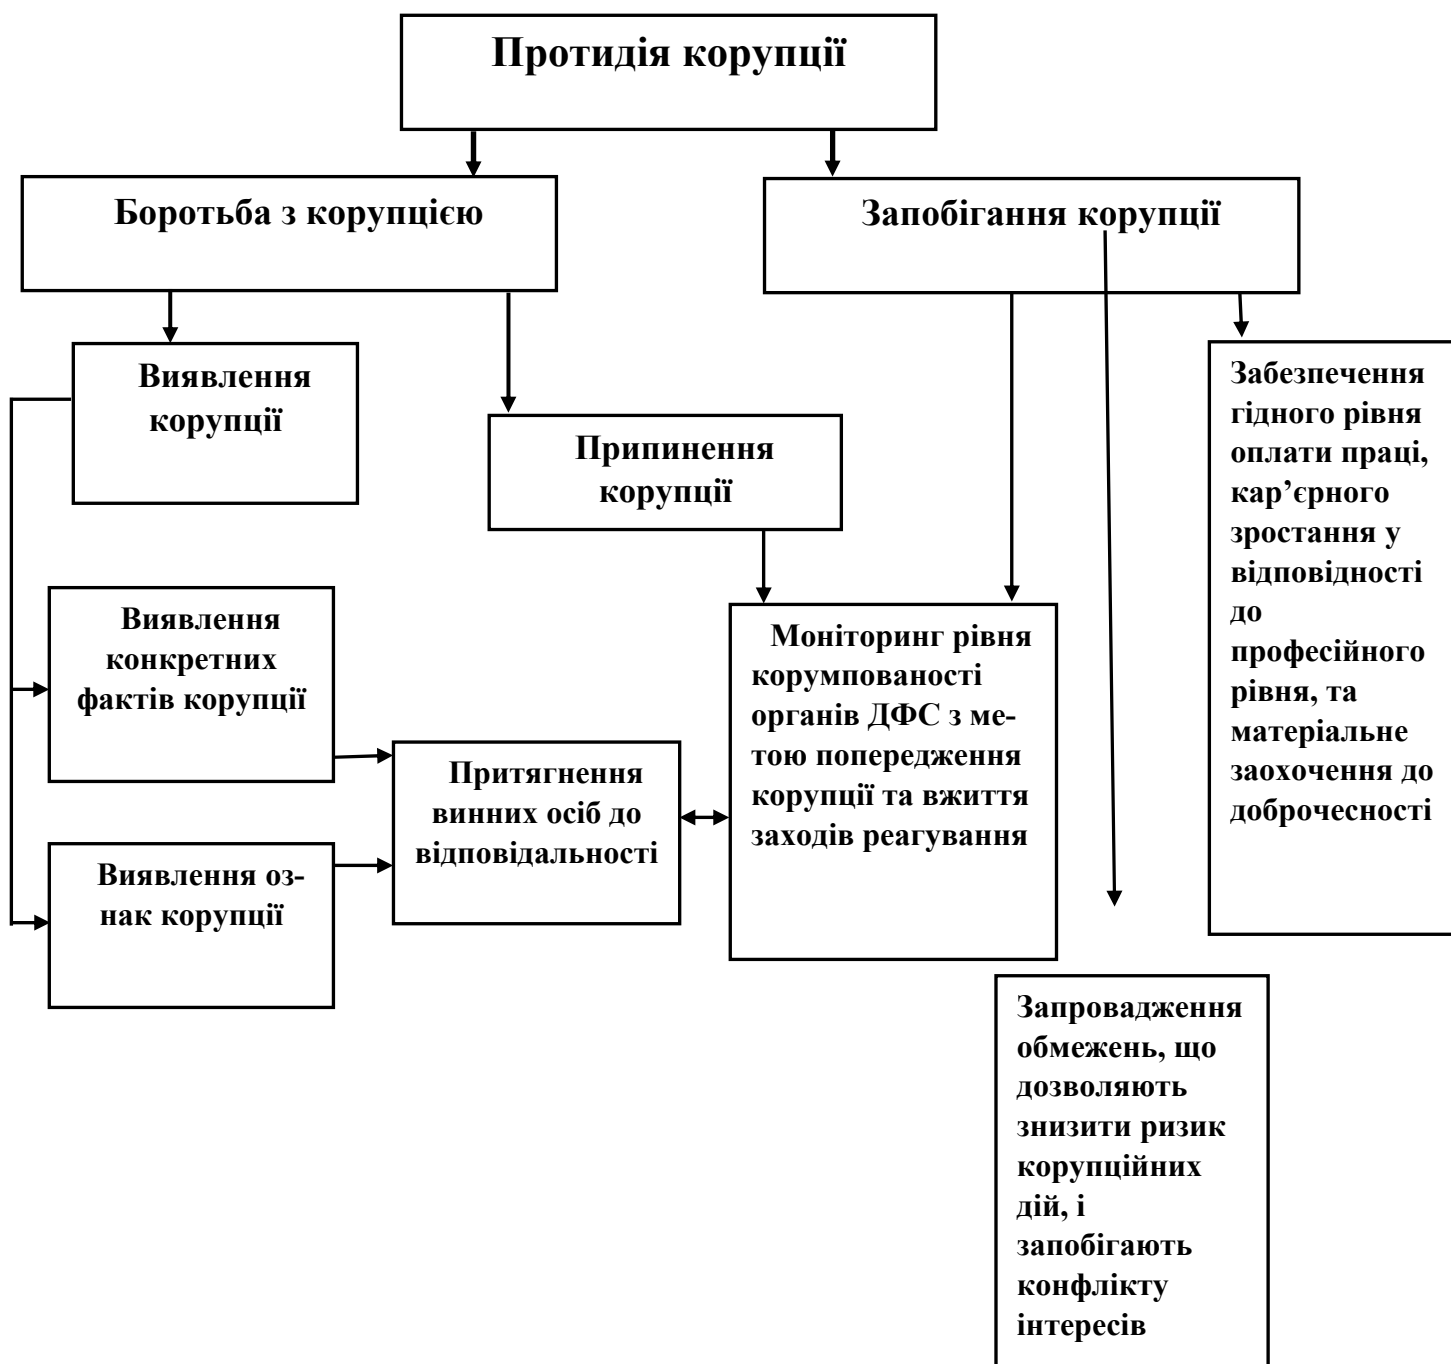 Протидія корупції
Боротьба з корупцією
Запобігання корупції
Виявлення
корупції
Припинення
корупції
Забезпечення
гідного рівня
оплати праці,
кар’єрного
зростання у
відповідності
до
професійного
рівня, та
матеріальне
заохочення до
доброчесності
Виявлення
конкретних
фактів корупції
Виявлення оз-
нак корупції
Притягнення
винних осіб до
відповідальності
Моніторинг рівня
корумпованості
органів ДФС з ме-
тою попередження
корупції та вжиття
заходів реагування
Запровадження
обмежень, що
дозволяють
знизити ризик
корупційних
дій, і
запобігають
конфлікту
інтересів